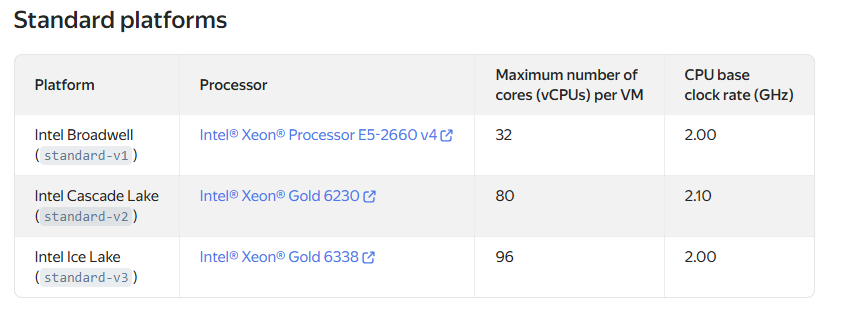 Standard platforms
Platform
Processor
Maximum number of
cores (vCPUs) per VM
CPU base
clock rate (GHz)
Intel Broadwell
(standard-v1)
Intel® Xeon® Processor E5-2660 v4
32
2.00
Intel Cascade Lake
(standard-v2)
Intel® Xeon® Gold 6230
80
2.10
Intel Ice Lake
(standard-v3)
Intel® Xeon® Gold 6338
96
2.00